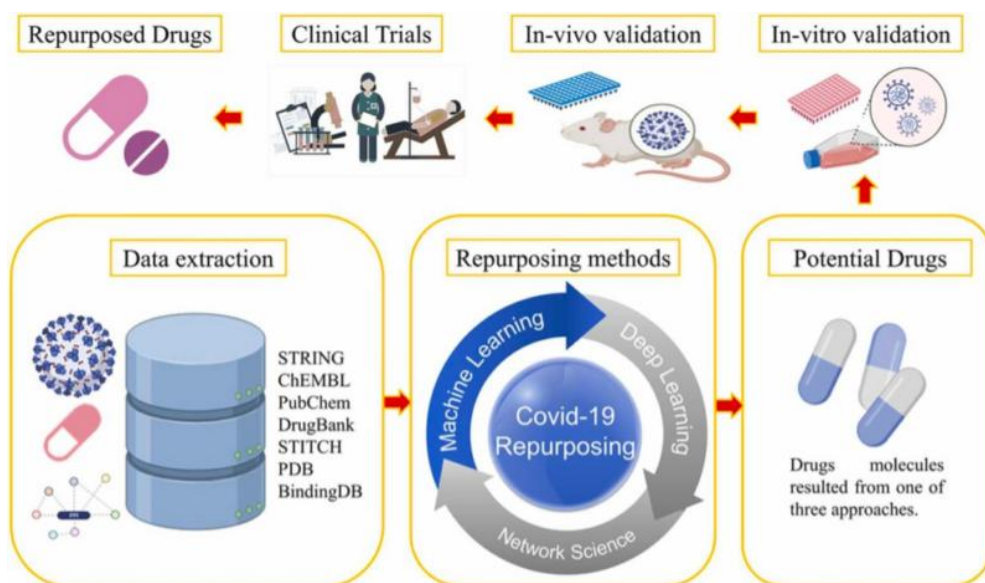 Repurposed Drugs
Clinical Trials
In-vivo validation
In-vitro validation
Data extraction
STRING
ChEMBL
PubChem
DrugBank
STITCH
PDB
BindingDB
Repurposing methods
Machine Learning
Deep Learning
Network Science
Covid-19
Repurposing
Potential Drugs
Drugs molecules
resulted from one of
three approaches.